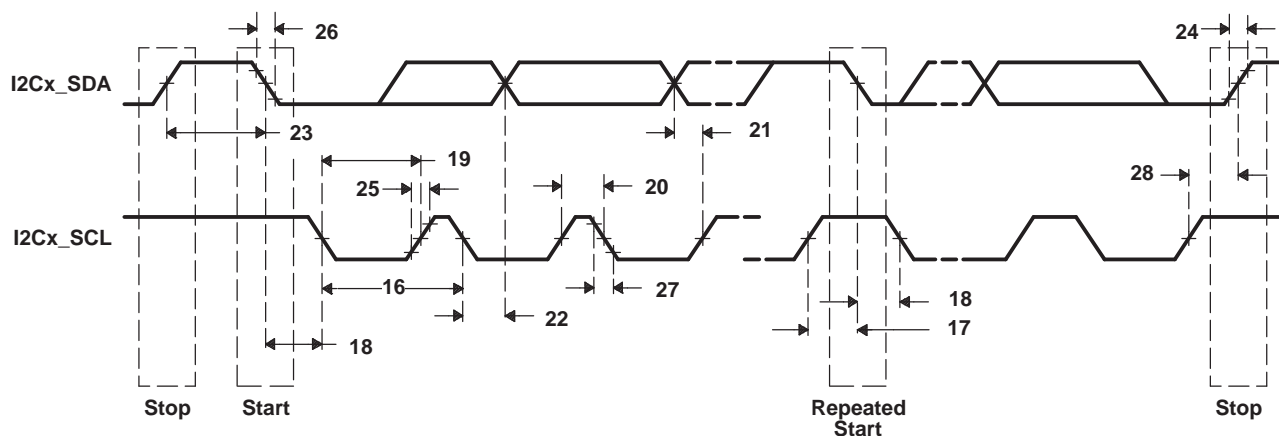 26
24
I2Cx_SDA
23
21
19
25
20
28
I2Cx_SCL
16
27
18
22
17
18
Stop
Start
Repeated
Start
Stop